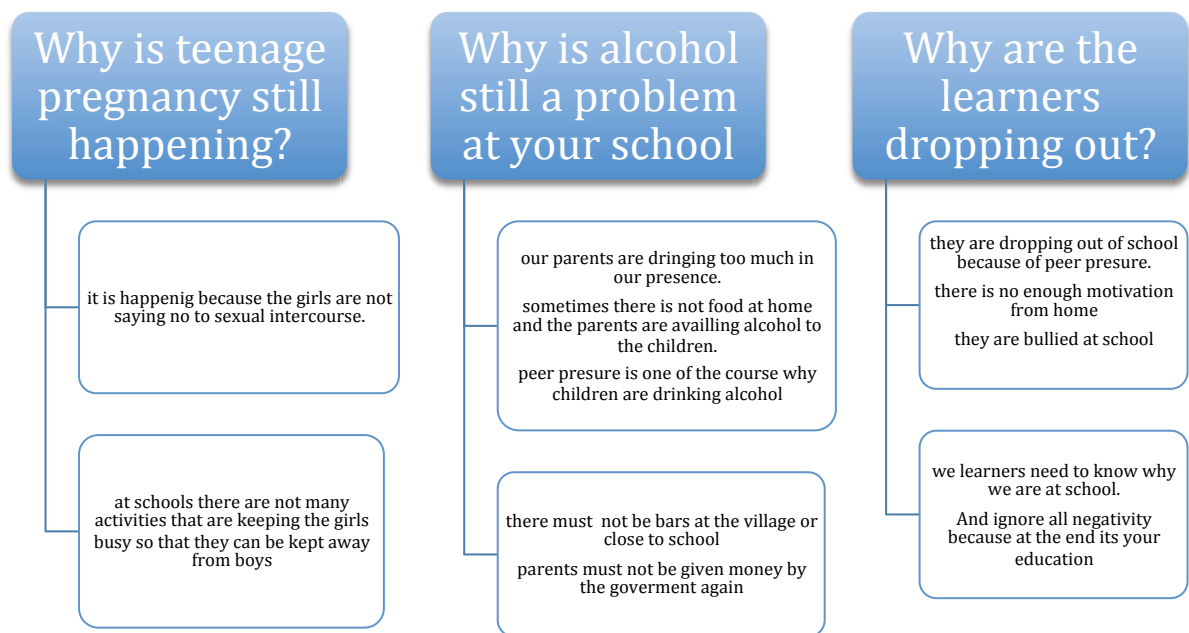 Why is teenage
pregnancy still
happening?
it is happenig because the girls are not
saying no to sexual intercourse.
at schools there are not many
activities that are keeping the girls
busy so that they can be kept away
from boys
Why is alcohol
still a problem
at your school
our parents are dringing too much in
our presence.
sometimes there is not food at home
and the parents are availling alcohol to
the children.
peer presure is one of the course why
children are drinking alcohol
there must not be bars at the village or
close to school
parents must not be given money by
the goverment again
Why are the
learners
dropping out?
they are dropping out of school
because of peer presure.
there is no enough motivation
from home
they are bullied at school
we learners need to know why
we are at school.
And ignore all negativity
because at the end its your
education